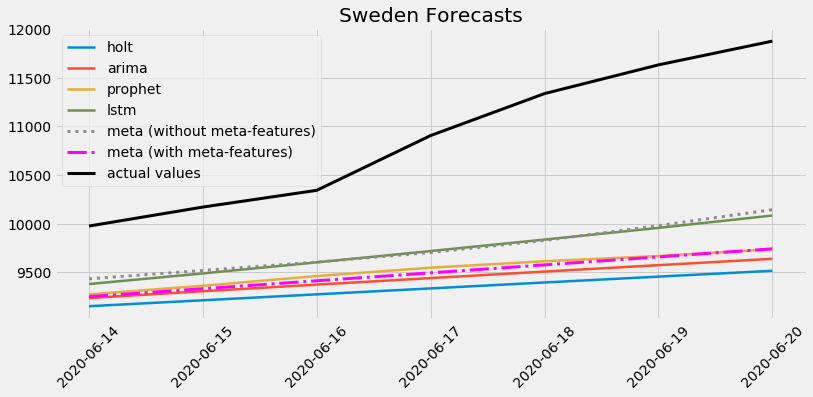 Sweden Forecasts
12000
11500
11000
10500
10000
9500
holt
arima
prophet
lstm
meta (without meta-features)
meta (with meta-features)
actual values
2020-06-14
2020-06-15
2020-06-16
2020-06-17
2020-06-18
2020-06-19
2020-06-20